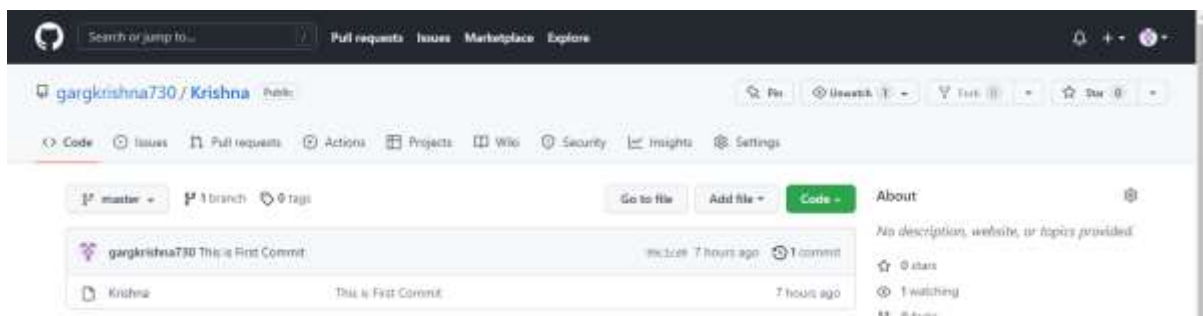 Search or jump to... / Pull requests Issues Marketplace Explore
gargkrishna730 / Krishna Public Pin Unwatch 1 Fork 0 Star 0
Code Issues Pull requests Actions Projects Wiki Security Insights Settings
master 1 branch 0 tags Go to file Add file Code About
No description, website, or topics provided.
gargkrishna730 This is First Commit 7 hours ago 1 commit
0 stars
Krishna This is First Commit 7 hours ago
1 watching
0 forks